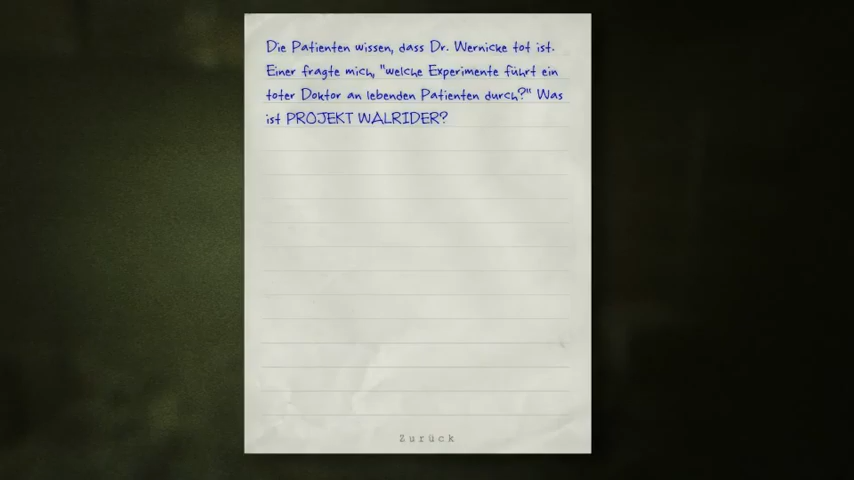 Die Patienten wissen, dass Dr. Wernicke tot ist.
Einer fragte mich, "welche Experimente führt ein
toter Doktor an lebenden Patienten durch?" Was
ist PROJEKT WALRIDER?
Zurück